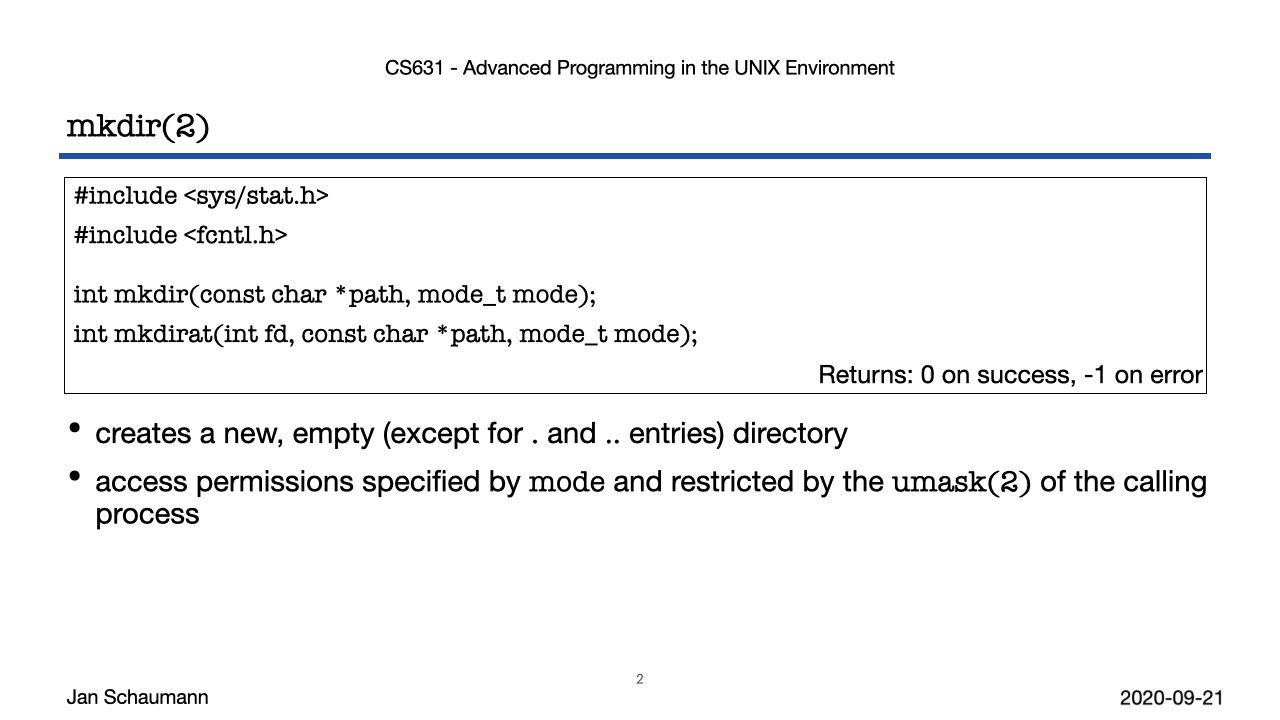 CS631 - Advanced Programming in the UNIX Environment
mkdir(2)
#include <sys/stat.h>
#include <fcntl.h>
int mkdir(const char *path, mode_t mode);
int mkdirat(int fd, const char *path, mode_t mode);
Returns: 0 on success, -1 on error
• creates a new, empty (except for . and .. entries) directory
• access permissions specified by mode and restricted by the umask(2) of the calling
process
2
Jan Schaumann
2020-09-21